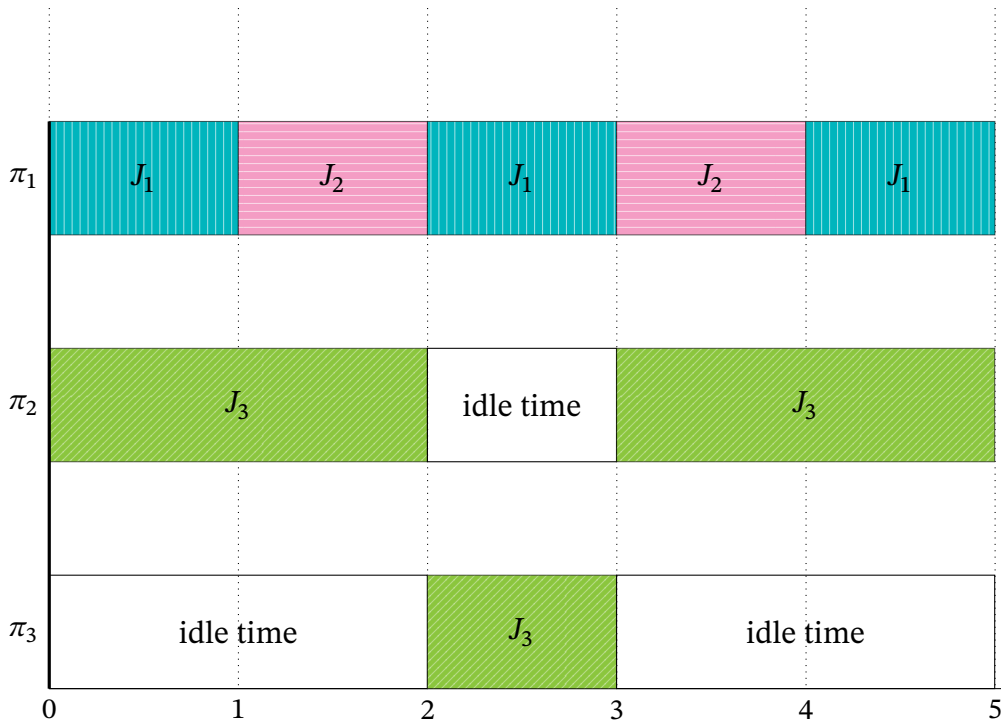 π₁ J₁ J₂ J₁ J₂ J₁
π₂ J₃ idle time J₃
π₃ idle time J₃ idle time
0 1 2 3 4 5